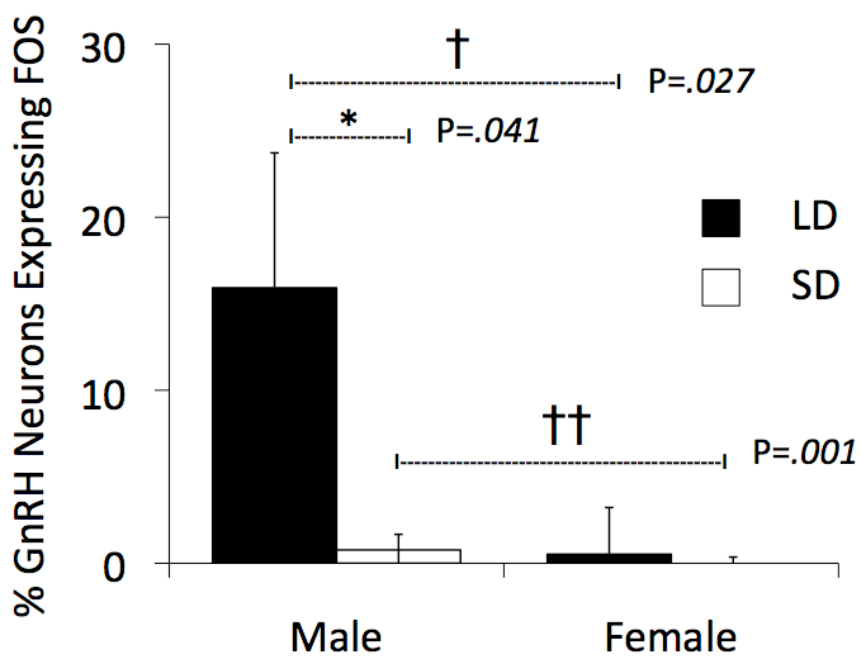 % GnRH Neurons Expressing FOS
30
20
10
0
†
P=.027
*
P=.041
LD
SD
††
P=.001
Male
Female